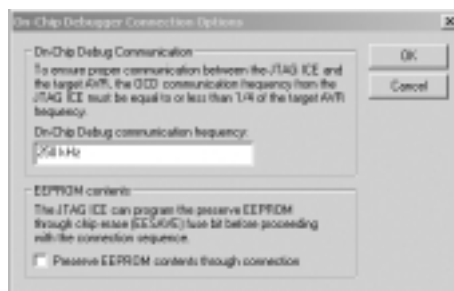 On-Chip Debugger Connection Options
On-Chip Debug Communication
To ensure proper communication between the JTAG ICE and
the target AVR, the OCD communication frequency from the
JTAG ICE must be equal to or less than 1/4 of the target AVR
frequency.
On-Chip Debug communication frequency:
250 kHz
OK
Cancel
EEPROM contents
The JTAG ICE can program the preserve EEPROM
through chip erase (EESAVE) fuse bit before proceeding
with the connection sequence.
Preserve EEPROM contents through connection